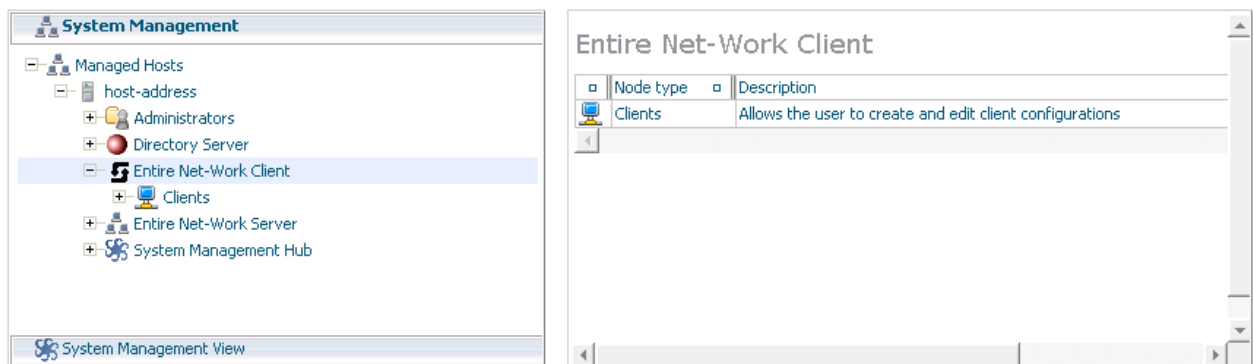 System Management
Managed Hosts
host-address
Administrators
Directory Server
Entire Net-Work Client
Clients
Entire Net-Work Server
System Management Hub
System Management View
Entire Net-Work Client
Node type Description
Clients Allows the user to create and edit client configurations